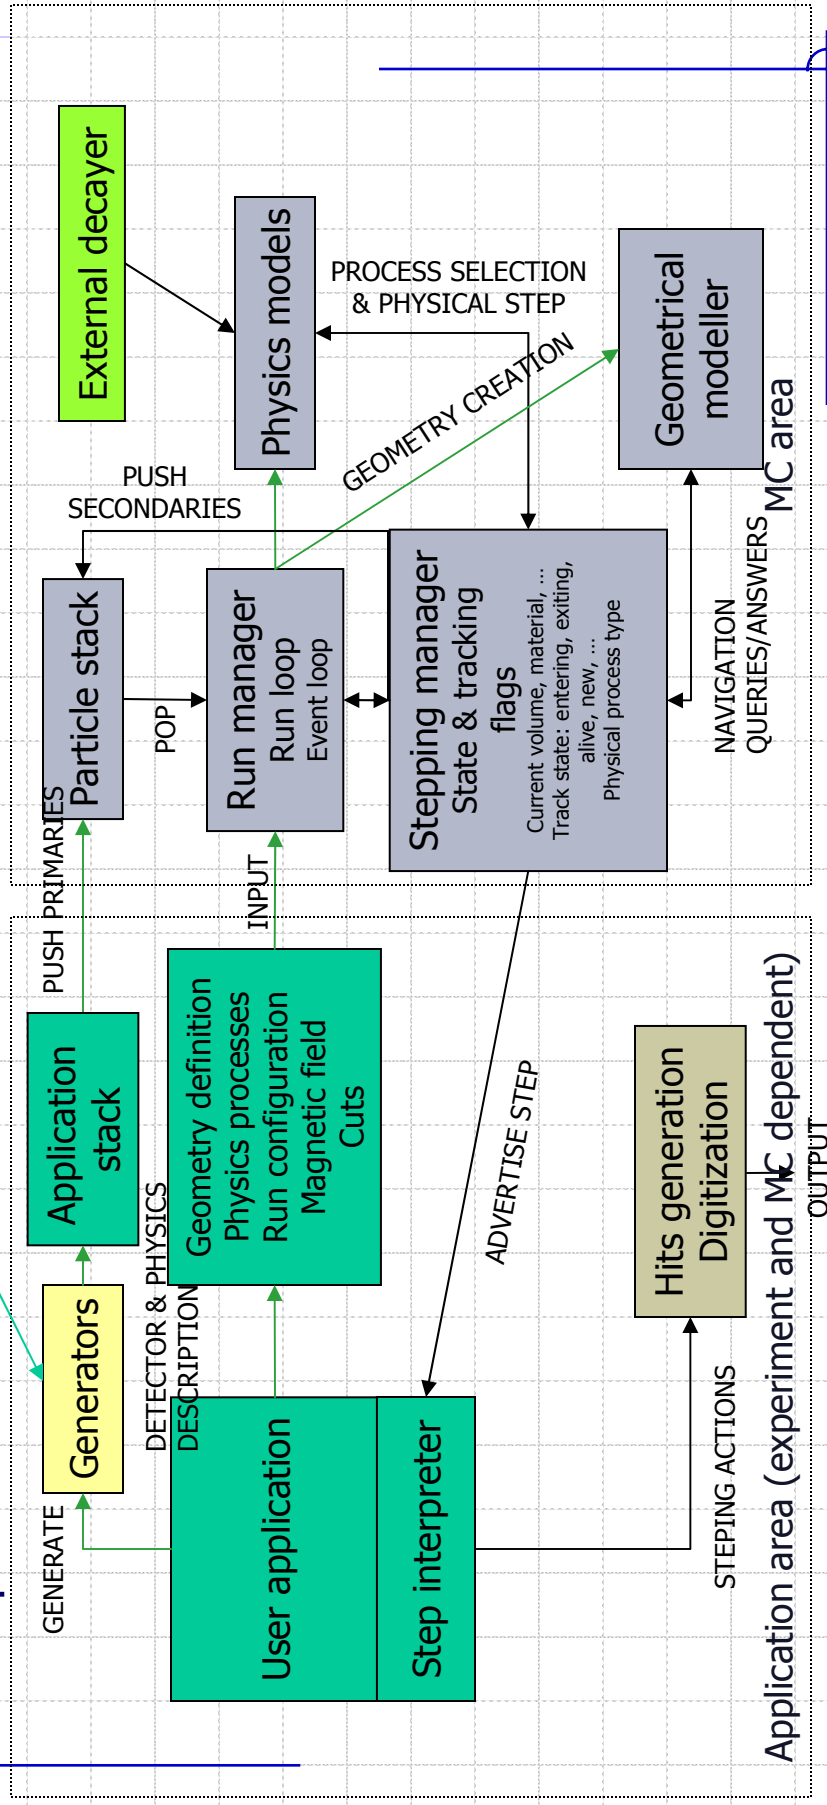 GENERATE
Generators
Application
stack
PUSH PRIMARIES
Particle stack
PUSH
SECONDARIES
External decayer
POP
DETECTOR & PHYSICS
DESCRIPTION
User application
Step interpreter
Geometry definition
Physics processes
Run configuration
Magnetic field
Cuts
INPUT
Run manager
Run loop
Event loop
Physics models
PROCESS SELECTION
& PHYSICAL STEP
GEOMETRY CREATION
Stepping manager
State & tracking
flags
Current volume, material, ...
Track state: entering, exiting,
alive, new, ...
Physical process type
ADVERTISE STEP
Geometrical
modeller
NAVIGATION
QUERIES/ANSWERS
STEPING ACTIONS
Hits generation
Digitization
OUTPUT
Application area (experiment and MC dependent)
MC area